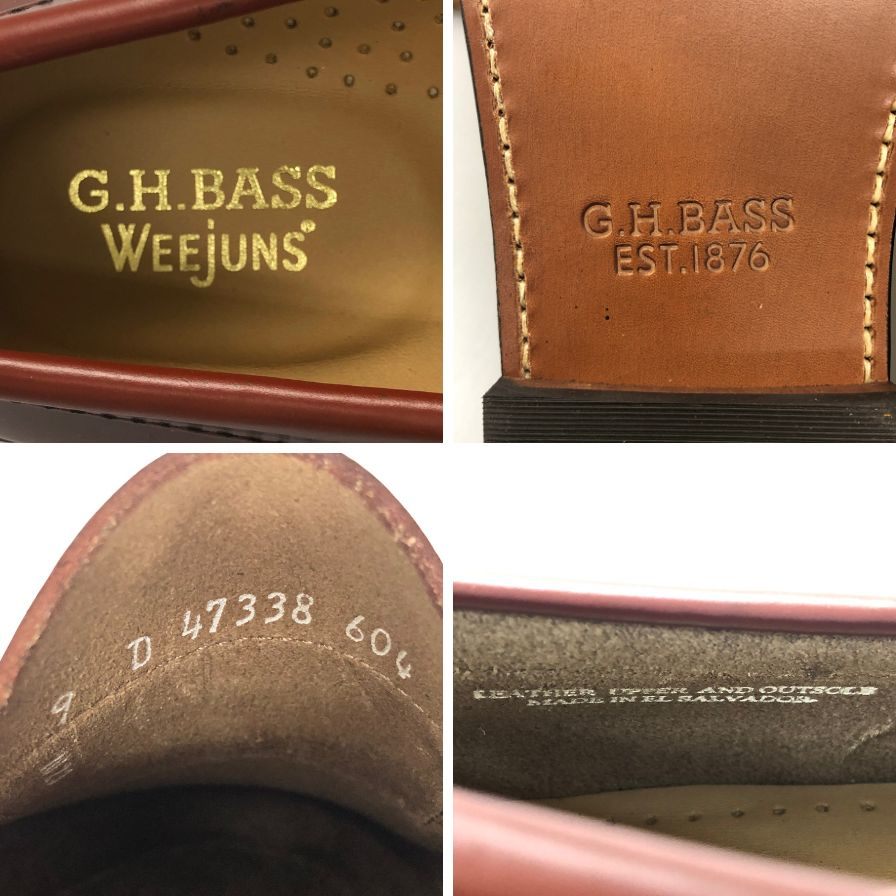 G.H.BASS
WEEJUNS®
G.H.BASS
EST.1876
9 D 47338 604
LEATHER UPPER AND OUTSOLE
MADE IN EL SALVADOR